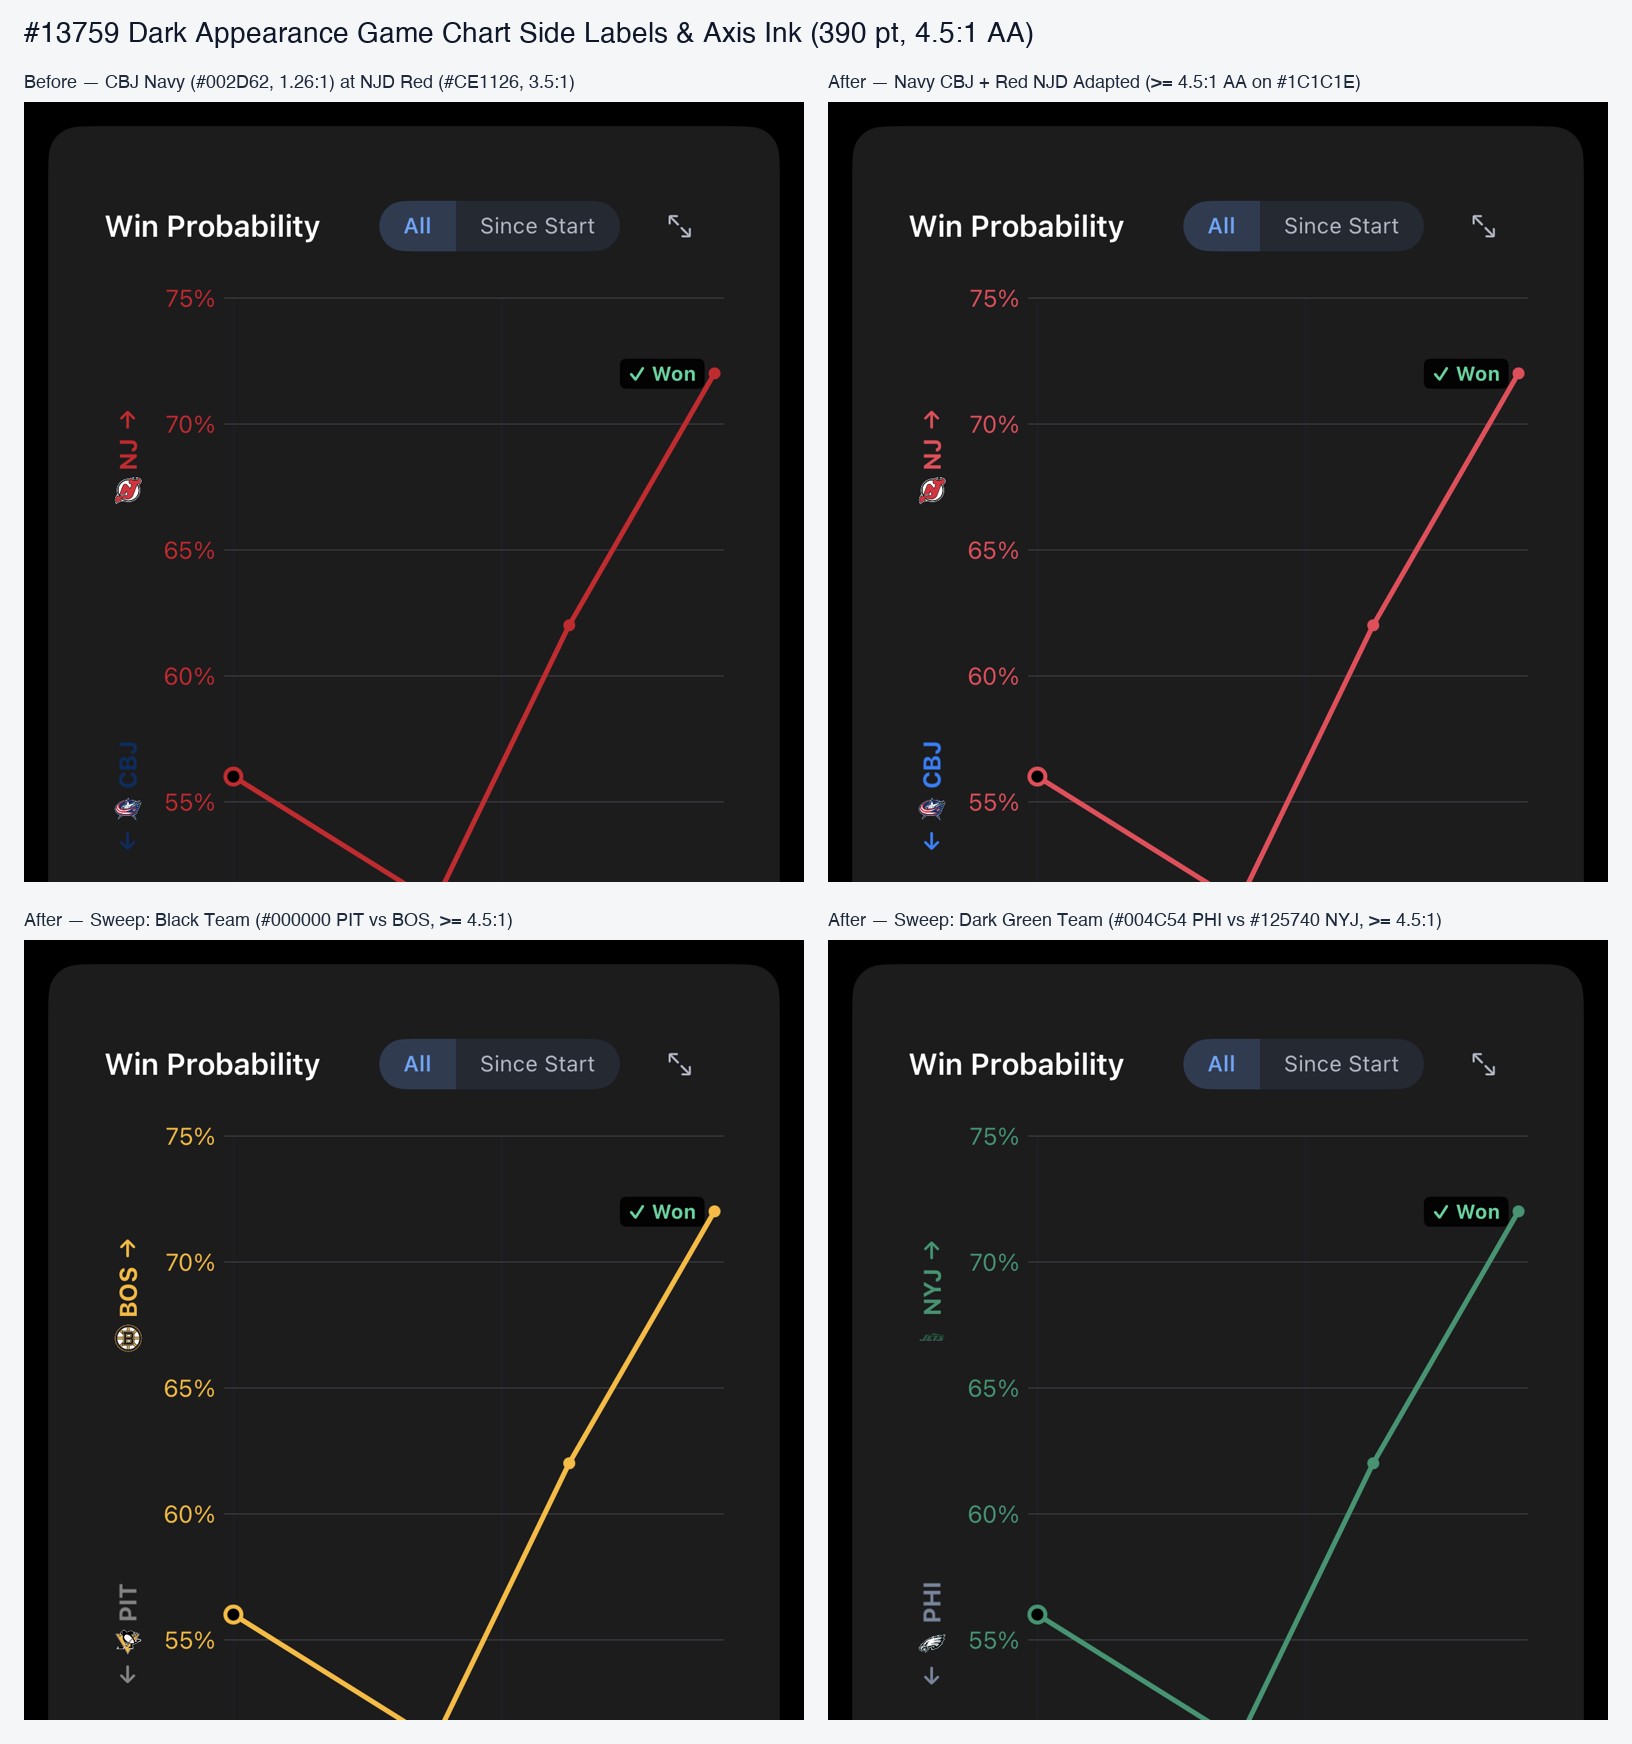 #13759 Dark Appearance Game Chart Side Labels & Axis Ink (390 pt, 4.5:1 AA)
Before — CBJ Navy (#002D62, 1.26:1) at NJD Red (#CE1126, 3.5:1)
Win Probability
All
Since Start
75%
✓ Won
70%
NJ →
65%
60%
← CBJ
55%
After — Navy CBJ + Red NJD Adapted (>= 4.5:1 AA on #1C1C1E)
Win Probability
All
Since Start
75%
✓ Won
70%
NJ →
65%
60%
← CBJ
55%
After — Sweep: Black Team (#000000 PIT vs BOS, >= 4.5:1)
Win Probability
All
Since Start
75%
✓ Won
70%
BOS →
B
65%
60%
← PIT
55%
After — Sweep: Dark Green Team (#004C54 PHI vs #125740 NYJ, >= 4.5:1)
Win Probability
All
Since Start
75%
✓ Won
70%
NYJ →
JETS
65%
60%
← PHI
55%